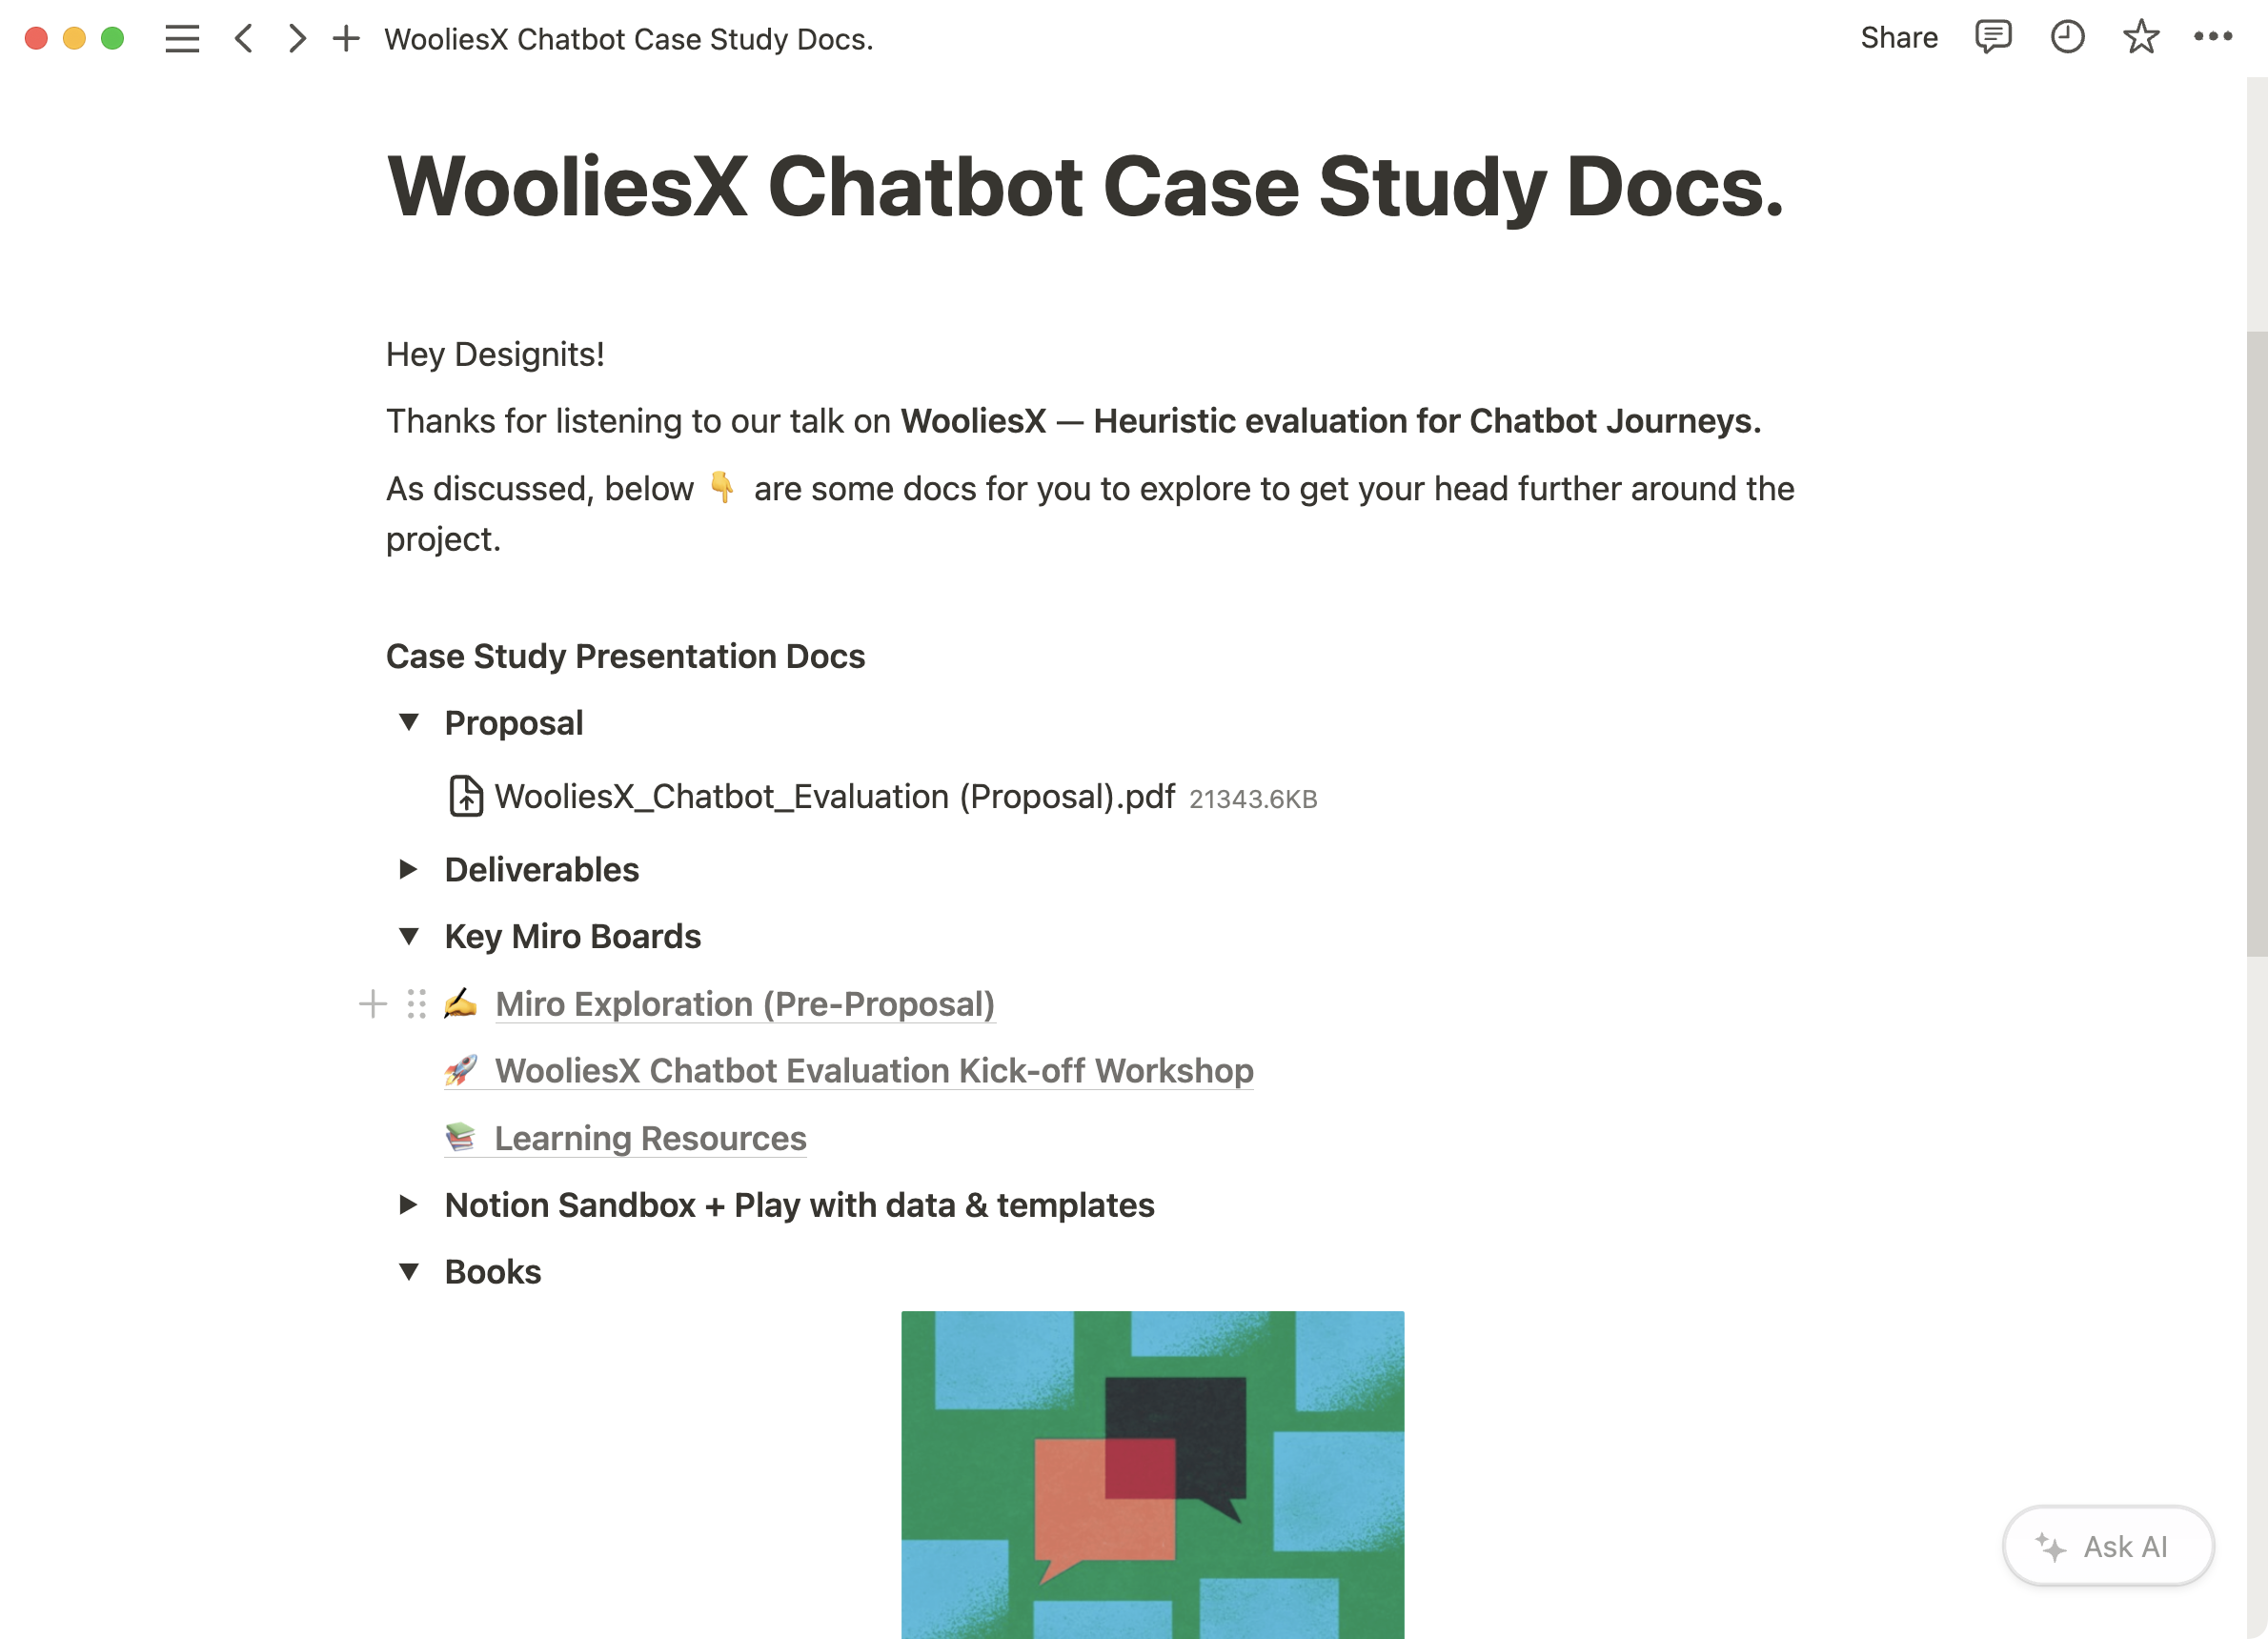 WooliesX Chatbot Case Study Docs.
Share
WooliesX Chatbot Case Study Docs.
Hey Designits!
Thanks for listening to our talk on WooliesX — Heuristic evaluation for Chatbot Journeys.
As discussed, below 👇 are some docs for you to explore to get your head further around the
project.
Case Study Presentation Docs
Proposal
WooliesX_Chatbot_Evaluation (Proposal).pdf 21343.6KB
Deliverables
Key Miro Boards
✍️ Miro Exploration (Pre-Proposal)
🚀 WooliesX Chatbot Evaluation Kick-off Workshop
📚 Learning Resources
Notion Sandbox + Play with data & templates
Books
Ask AI